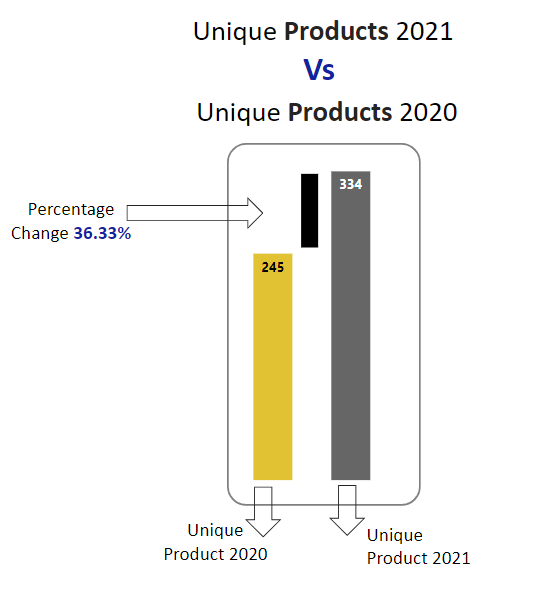 Unique Products 2021
Vs
Unique Products 2020
334
Percentage
Change 36.33%
245
Unique
Product 2020
Unique
Product 2021